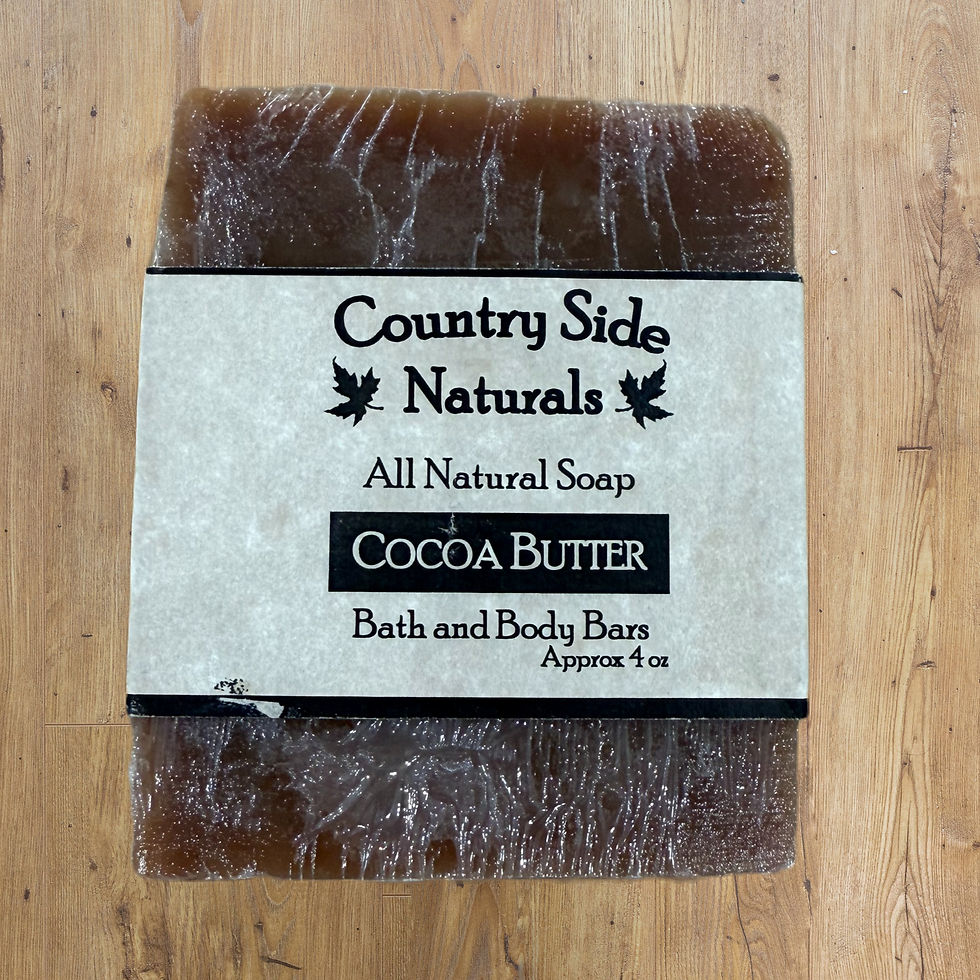 Country Side
Naturals
All Natural Soap
COCOA BUTTER
Bath and Body Bars
Approx 4 oz